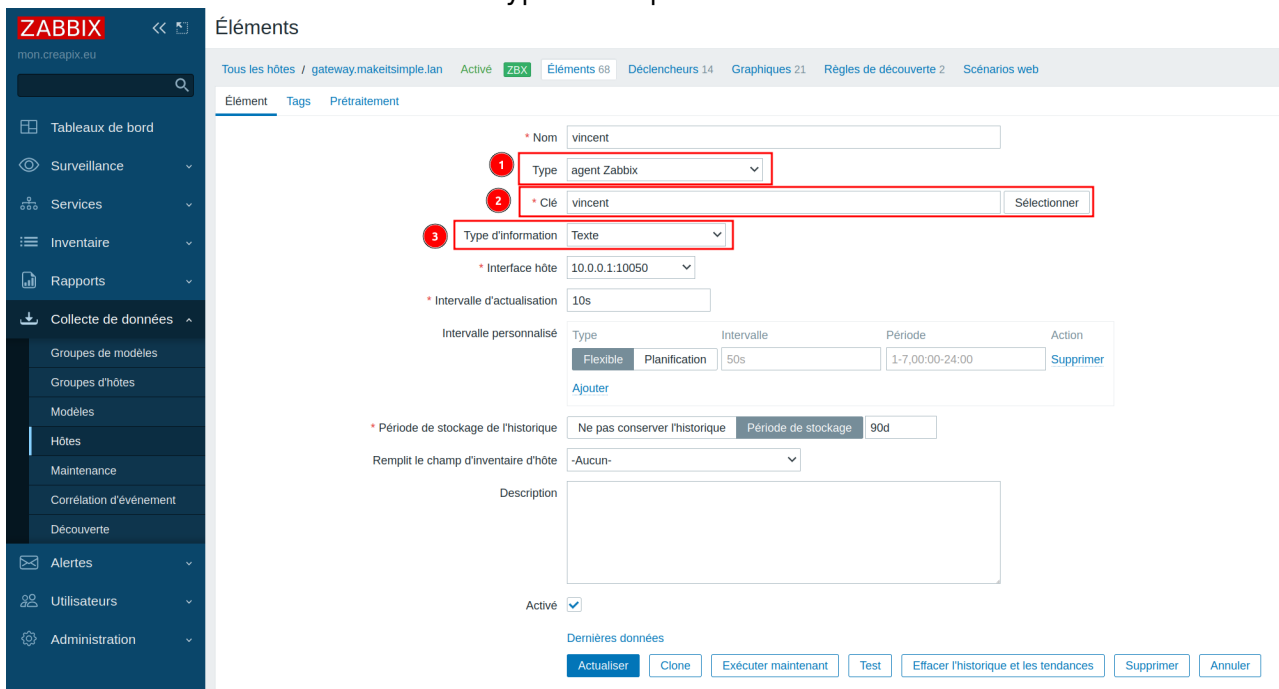 ZABBIX
mon.creapix.eu
Tableaux de bord
Surveillance
Services
Inventaire
Rapports
Collecte de données
Groupes de modèles
Groupes d'hôtes
Modèles
Hôtes
Maintenance
Corrélation d'événement
Découverte
Alertes
Utilisateurs
Administration
Éléments
Tous les hôtes / gateway.makeitsimple.lan Activé ZBX Éléments 68 Déclencheurs 14 Graphiques 21 Règles de découverte 2 Scénarios web
Élément Tags Prétraitement
* Nom vincent
1 Type agent Zabbix
2 * Clé vincent Sélectionner
3 Type d'information Texte
* Interface hôte 10.0.0.1:10050
* Intervalle d'actualisation 10s
Intervalle personnalisé Type Intervalle Période Action
Flexible Planification 50s 1-7,00:00-24:00 Supprimer
Ajouter
* Période de stockage de l'historique Ne pas conserver l'historique Période de stockage 90d
Remplit le champ d'inventaire d'hôte -Aucun-
Description
Activé
Dernières données
Actualiser Clone Exécuter maintenant Test Effacer l'historique et les tendances Supprimer Annuler